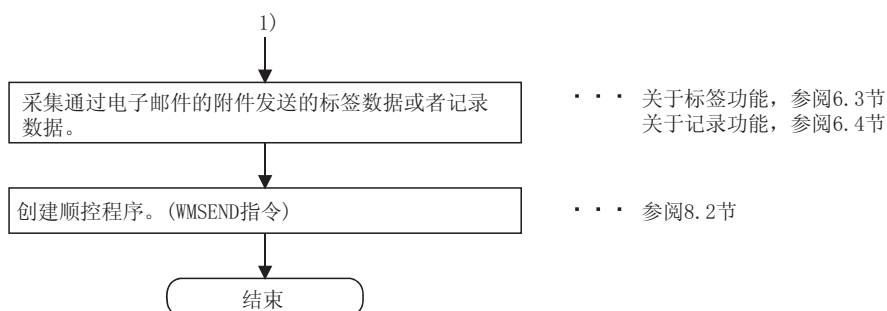 1)
采集通过电子邮件的附件发送的标签数据或者记录
数据。
・・・ 关于标签功能，参阅6.3节
关于记录功能，参阅6.4节
创建顺控程序。(WMSEND指令)
・・・ 参阅8.2节
结束